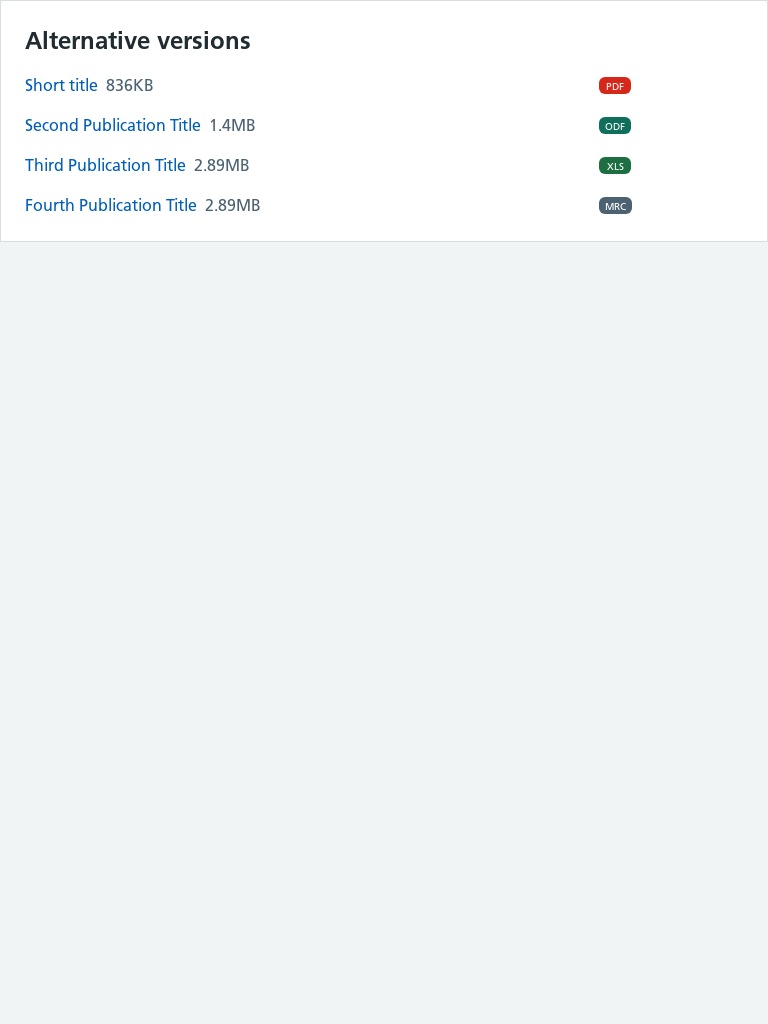 Alternative versions
Short title 836KB PDF
Second Publication Title 1.4MB ODF
Third Publication Title 2.89MB XLS
Fourth Publication Title 2.89MB MRC